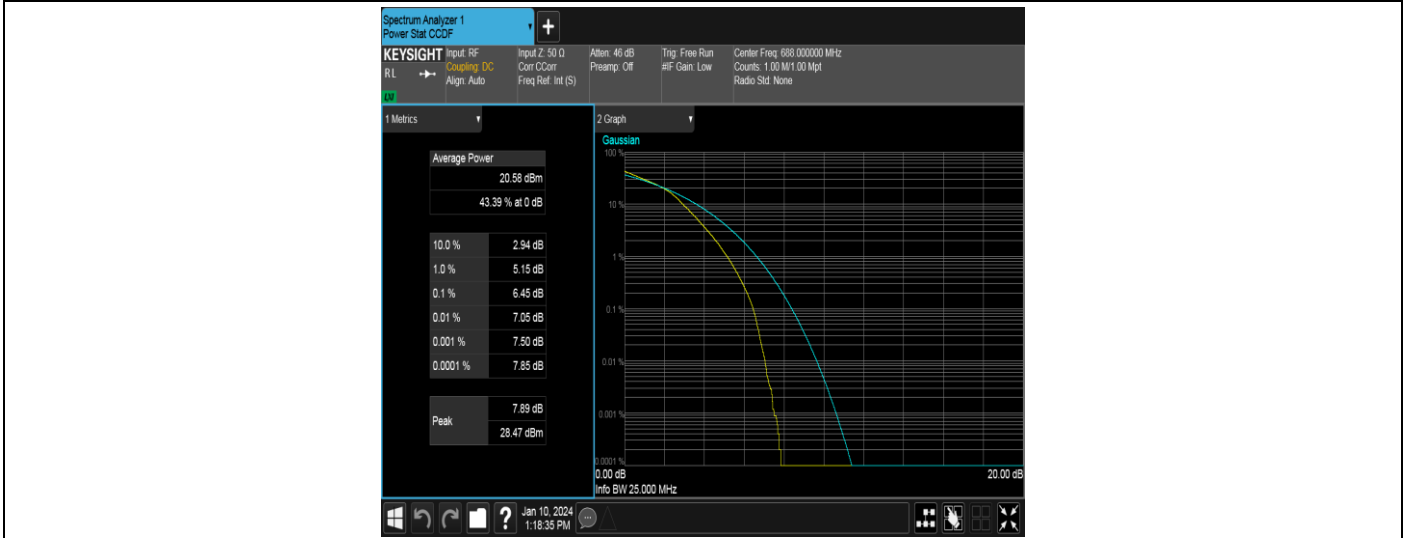 Spectrum Analyzer 1
Power Stat CCDF
+
KEYSIGHT
RL
Input: RF
Coupling: DC
Align: Auto
Input Z: 50 Ω
Corr CCorr
Freq Ref: Int (S)
Atten: 46 dB
Preamp: Off
Trig: Free Run
#IF Gain: Low
Center Freq: 688.000000 MHz
Counts: 1.00 M/1.00 Mpt
Radio Std: None
1 Metrics
Average Power
20.58 dBm
43.39 % at 0 dB
10.0 % 2.94 dB
1.0 % 5.15 dB
0.1 % 6.45 dB
0.01 % 7.05 dB
0.001 % 7.50 dB
0.0001 % 7.85 dB
Peak
7.89 dB
28.47 dBm
2 Graph
Gaussian
100 %
10 %
1 %
0.1 %
0.01 %
0.001 %
0.0001 %
0.00 dB 20.00 dB
Info BW 25.000 MHz
?
Jan 10, 2024
1:18:35 PM